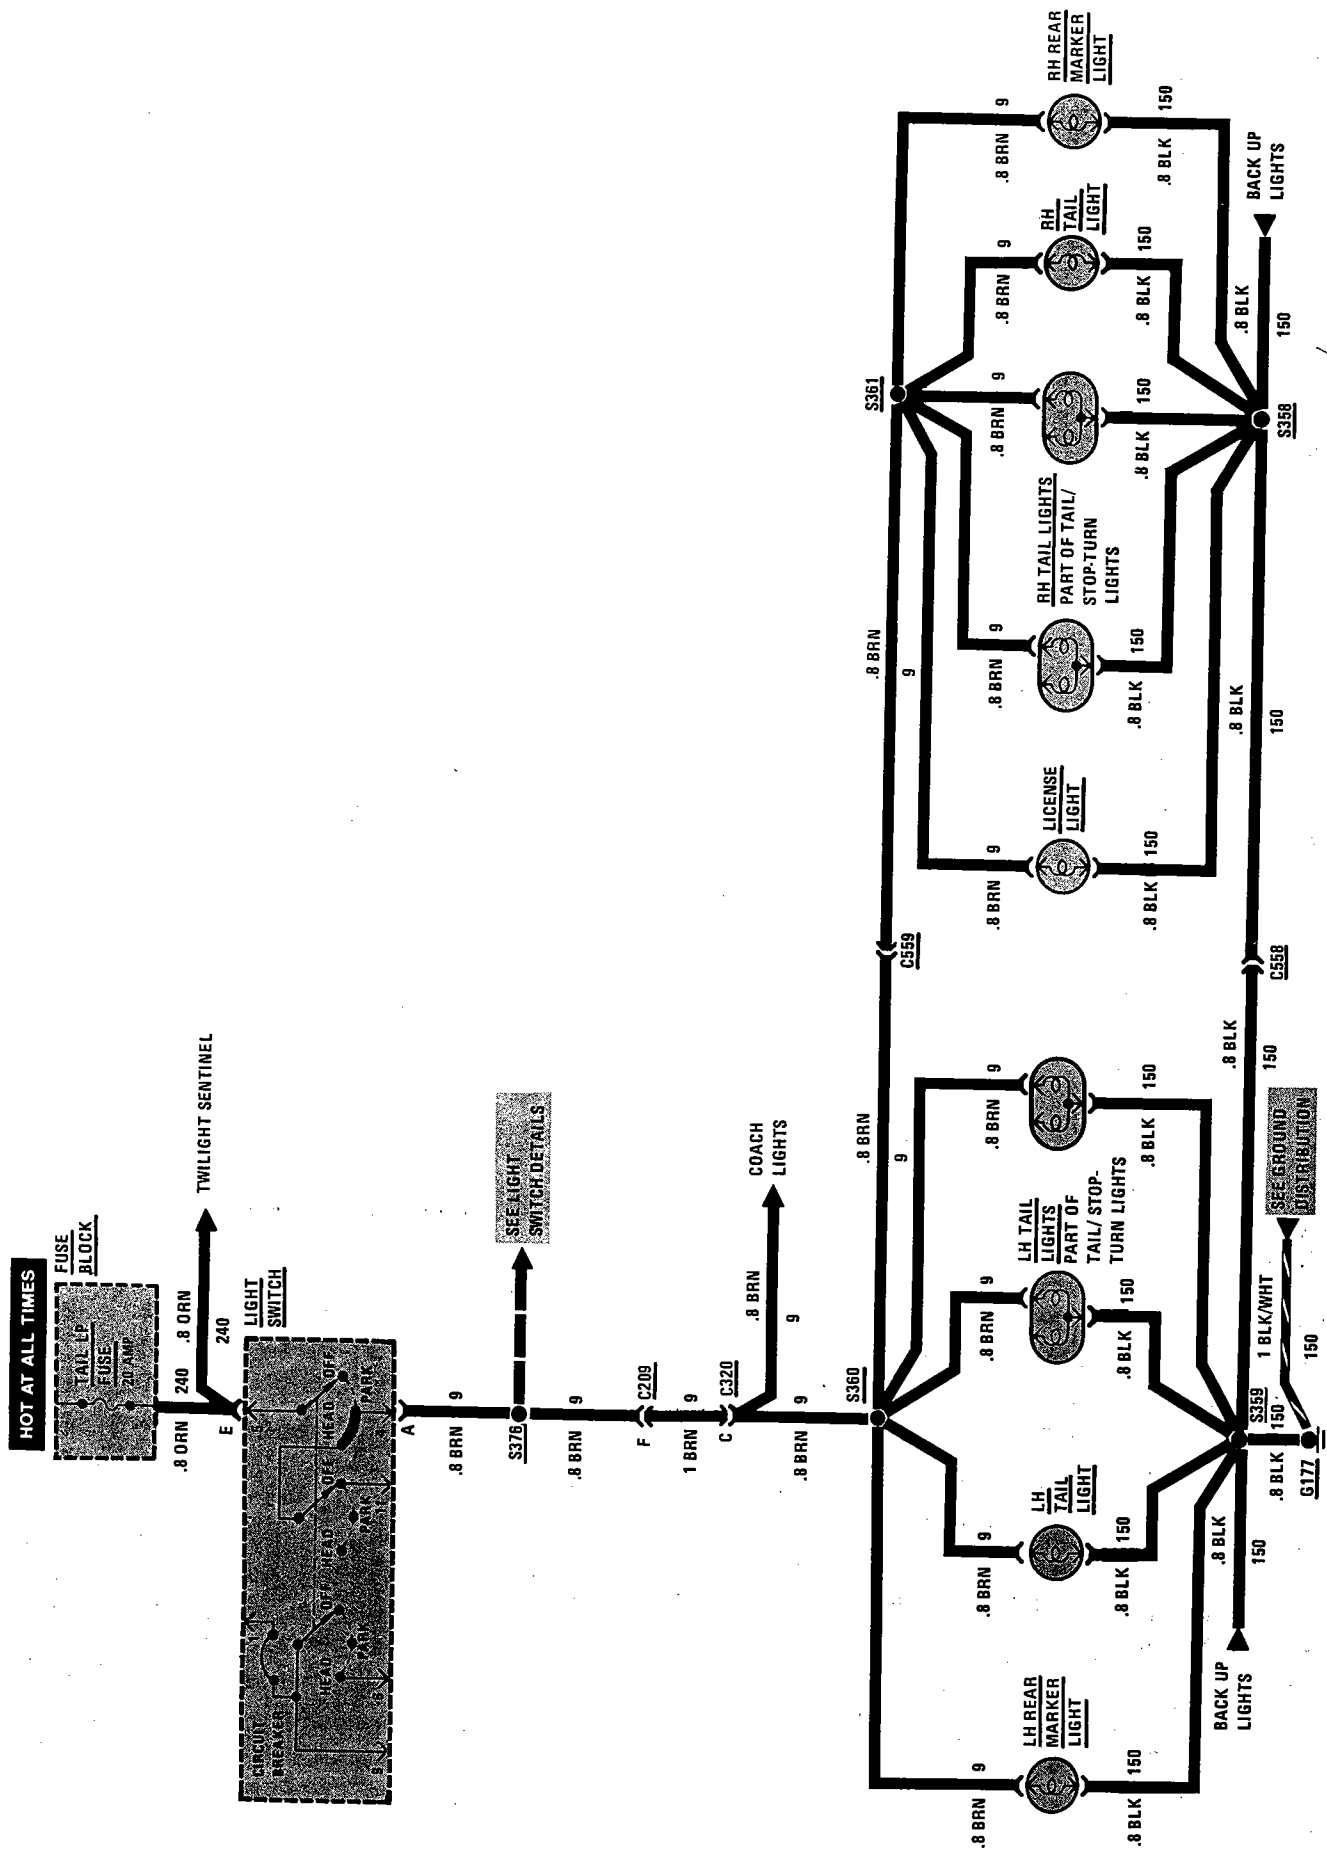 HOT AT ALL TIMES
FUSE
BLOCK
TAIL LP
FUSE
20 AMP
.8 ORN
240
.8 ORN
240
TWILIGHT SENTINEL
E
LIGHT
SWITCH
CIRCUIT
BREAKER
HEAD
PARK
OFF
HEAD
PARK
OFF
HEAD
PARK
OFF
A
.8 BRN
9
S376
SEE LIGHT
SWITCH DETAILS
.8 BRN
9
F
C209
1 BRN
9
C
C320
.8 BRN
9
COACH
LIGHTS
.8 BRN
9
S360
.8 BRN
9
C559
.8 BRN
9
S361
.8 BRN
9
LH REAR
MARKER
LIGHT
.8 BLK
150
.8 BRN
9
LH
TAIL
LIGHT
.8 BLK
150
.8 BRN
9
LH TAIL
LIGHTS
PART OF
TAIL/ STOP-
TURN LIGHTS
.8 BLK
150
.8 BRN
9
.8 BLK
150
.8 BRN
9
LICENSE
LIGHT
.8 BLK
150
.8 BRN
9
RH TAIL LIGHTS
PART OF TAIL/
STOP-TURN
LIGHTS
.8 BLK
150
.8 BRN
9
.8 BLK
150
.8 BRN
9
RH
TAIL
LIGHT
.8 BLK
150
.8 BRN
9
RH REAR
MARKER
LIGHT
.8 BLK
150
BACK UP
LIGHTS
.8 BLK
150
S359
.8 BLK
150
G177
1 BLK/WHT
150
SEE GROUND
DISTRIBUTION
.8 BLK
150
C558
.8 BLK
150
S358
.8 BLK
150
BACK UP
LIGHTS